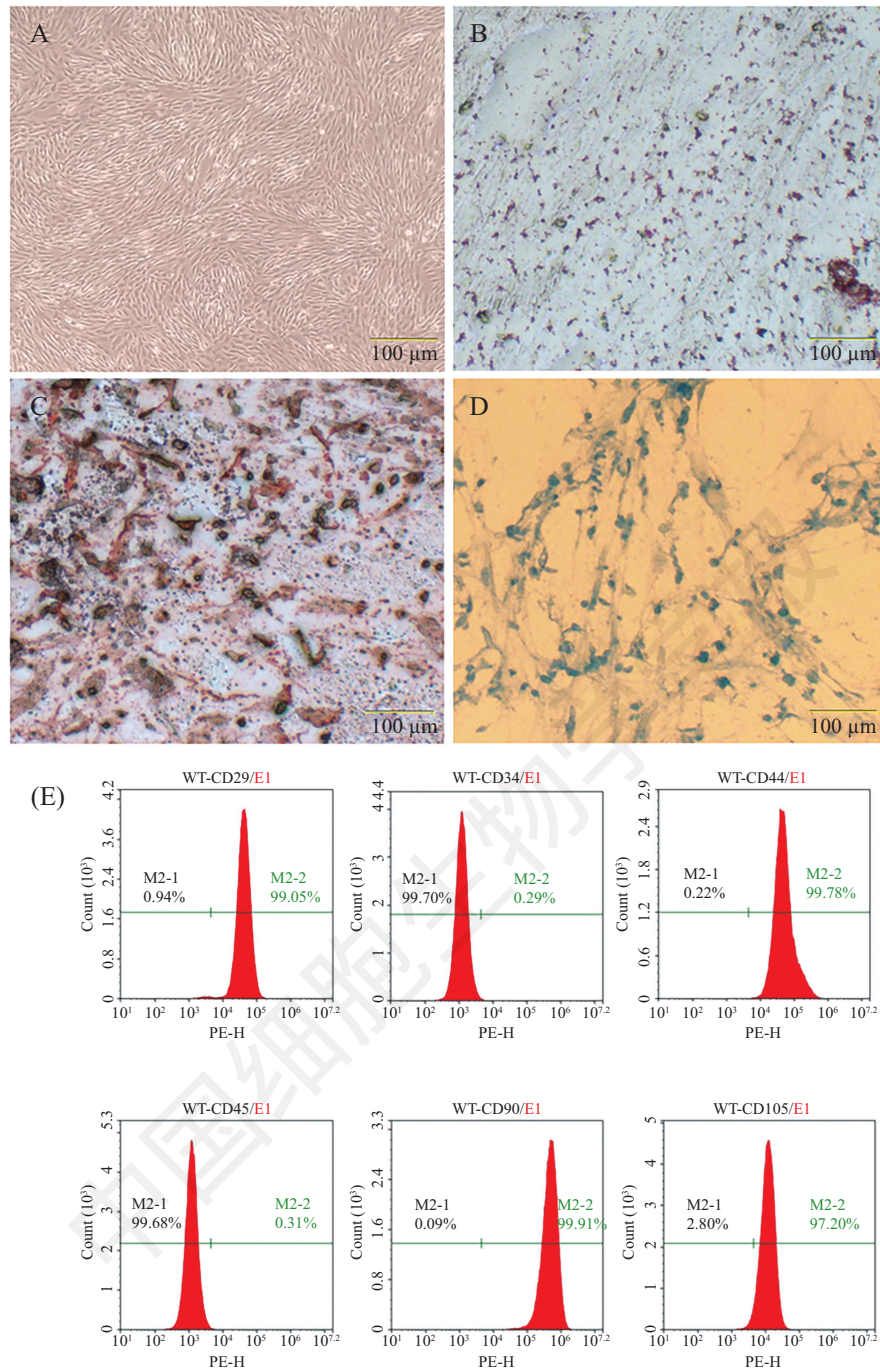 A
B
100 µm
100 µm
C
D
100 µm
100 µm
(E)
WT-CD29/E1
4.2
3.6
2.4
1.6
0.8
0
Count (10³)
M2-1
0.94%
M2-2
99.05%
10¹ 10² 10³ 10⁴ 10⁵ 10⁶ 10⁷·²
PE-H
WT-CD34/E1
4.4
4
3
2
1
0
Count (10³)
M2-1
99.70%
M2-2
0.29%
10¹ 10² 10³ 10⁴ 10⁵ 10⁶ 10⁷·²
PE-H
WT-CD44/E1
2.9
2.4
1.8
1.2
0.6
0
Count (10³)
M2-1
0.22%
M2-2
99.78%
10¹ 10² 10³ 10⁴ 10⁵ 10⁶ 10⁷·²
PE-H
WT-CD45/E1
5.3
4
3
2
1
0
Count (10³)
M2-1
99.68%
M2-2
0.31%
10¹ 10² 10³ 10⁴ 10⁵ 10⁶ 10⁷·²
PE-H
WT-CD90/E1
3.3
2.4
1.6
0.8
0
Count (10³)
M2-1
0.09%
M2-2
99.91%
10¹ 10² 10³ 10⁴ 10⁵ 10⁶ 10⁷·²
PE-H
WT-CD105/E1
5
4
3
2
1
0
Count (10³)
M2-1
2.80%
M2-2
97.20%
10¹ 10² 10³ 10⁴ 10⁵ 10⁶ 10⁷·²
PE-H
中国细胞生物学学报